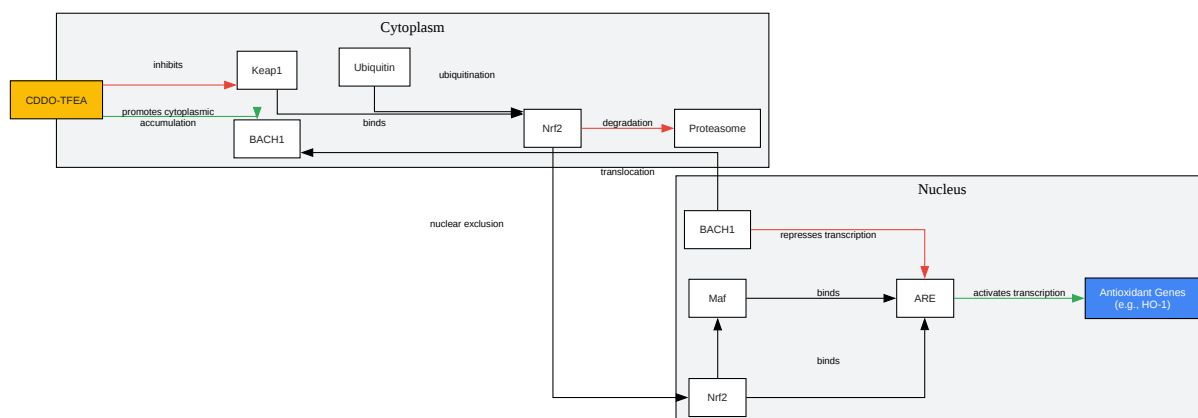 Cytoplasm
inhibits
Keap1
Ubiquitin
ubiquitination
CDDO-TFEA
promotes cytoplasmic
accumulation
BACH1
binds
Nrf2
degradation
Proteasome
translocation
nuclear exclusion
Nucleus
BACH1
represses transcription
Maf
binds
ARE
activates transcription
Antioxidant Genes
(e.g., HO-1)
binds
Nrf2